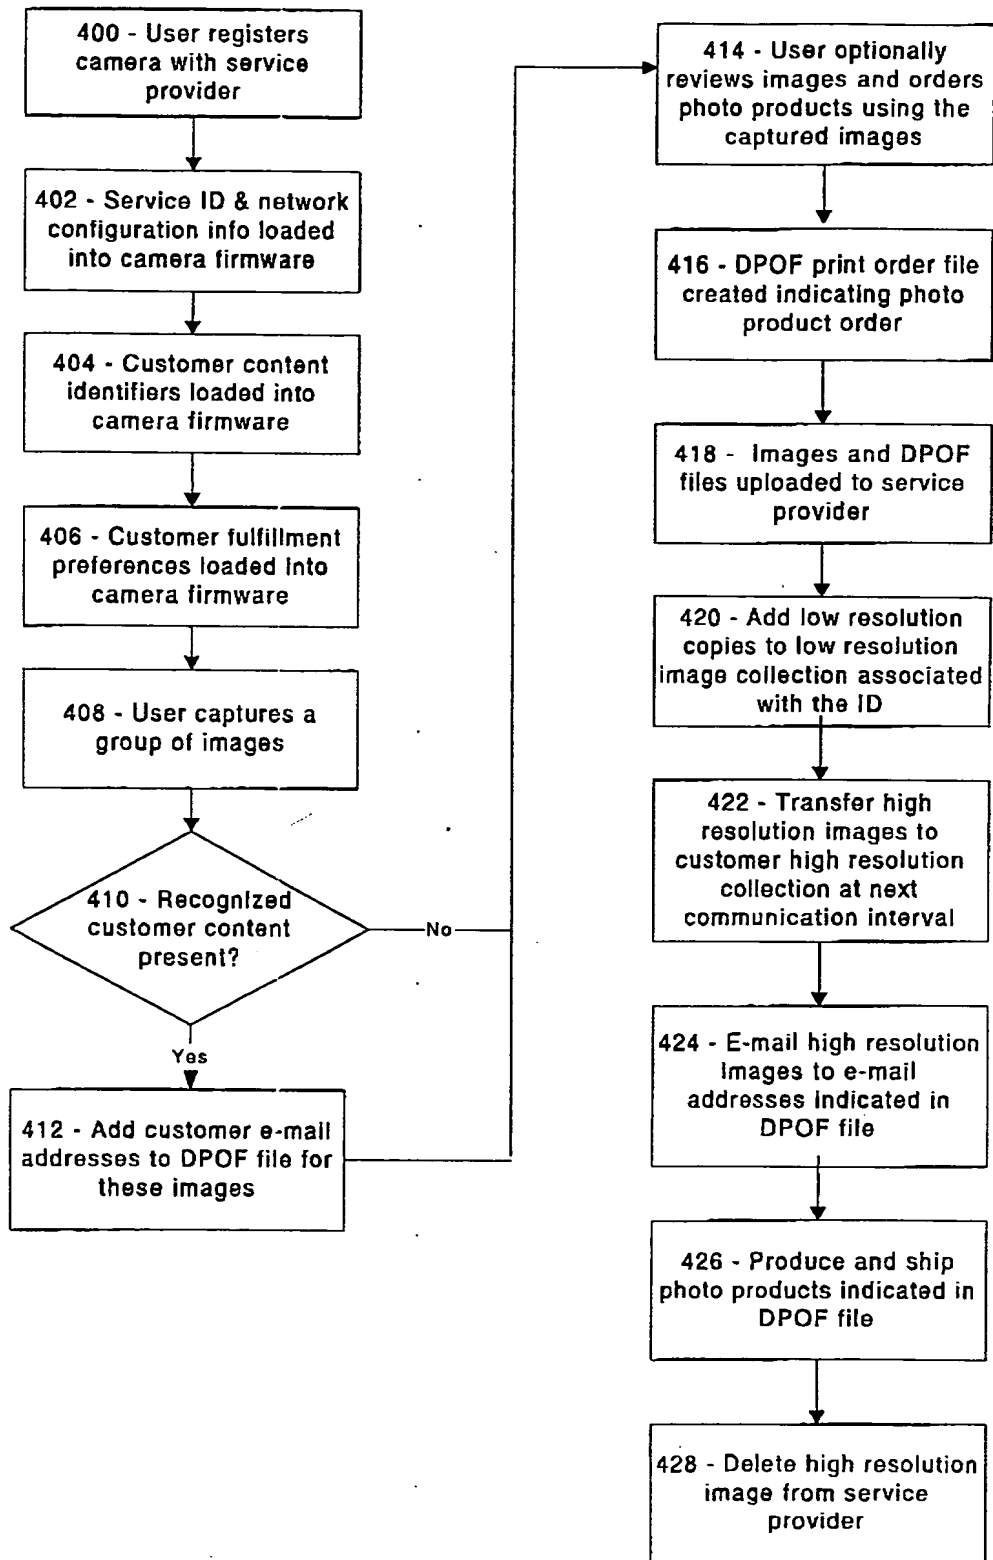 400 - User registers
camera with service
provider
402 - Service ID & network
configuration info loaded
into camera firmware
404 - Customer content
identifiers loaded into
camera firmware
406 - Customer fulfillment
preferences loaded into
camera firmware
408 - User captures a
group of images
410 - Recognized
customer content
present?
No
Yes
412 - Add customer e-mail
addresses to DPOF file for
these images
414 - User optionally
reviews images and orders
photo products using the
captured images
416 - DPOF print order file
created indicating photo
product order
418 - Images and DPOF
files uploaded to service
provider
420 - Add low resolution
copies to low resolution
image collection associated
with the ID
422 - Transfer high
resolution images to
customer high resolution
collection at next
communication interval
424 - E-mail high resolution
images to e-mail
addresses indicated in
DPOF file
426 - Produce and ship
photo products indicated in
DPOF file
428 - Delete high resolution
image from service
provider